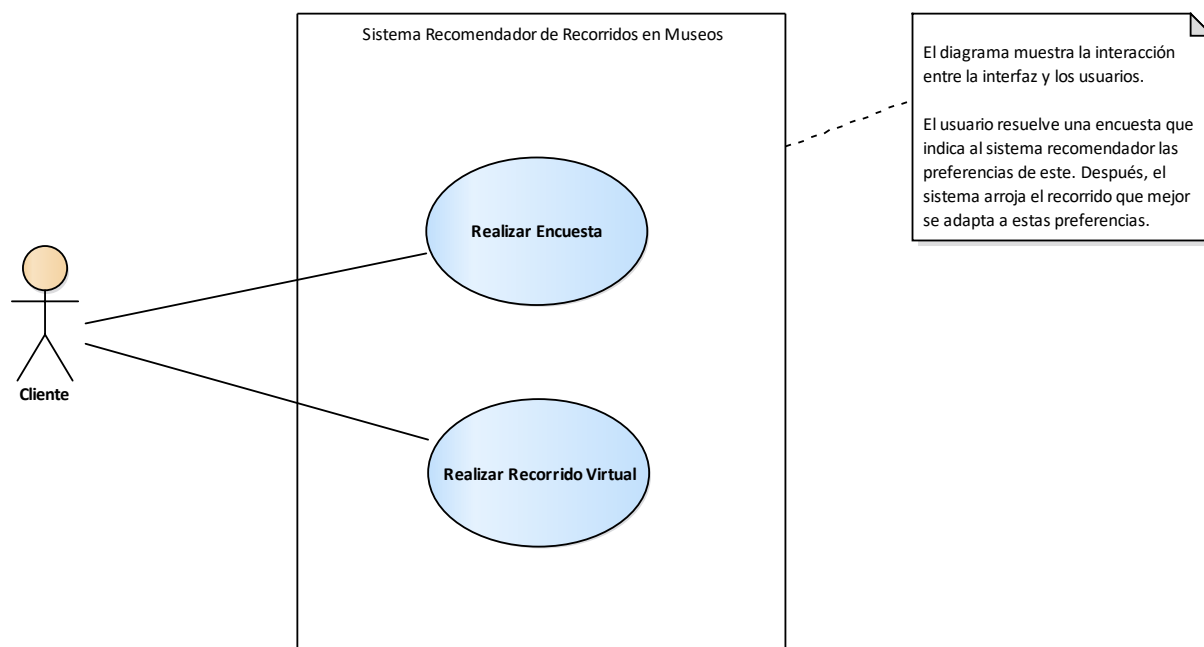 Sistema Recomendador de Recorridos en Museos
El diagrama muestra la interacción
entre la interfaz y los usuarios.
El usuario resuelve una encuesta que
indica al sistema recomendador las
preferencias de este. Después, el
sistema arroja el recorrido que mejor
se adapta a estas preferencias.
Realizar Encuesta
Cliente
Realizar Recorrido Virtual